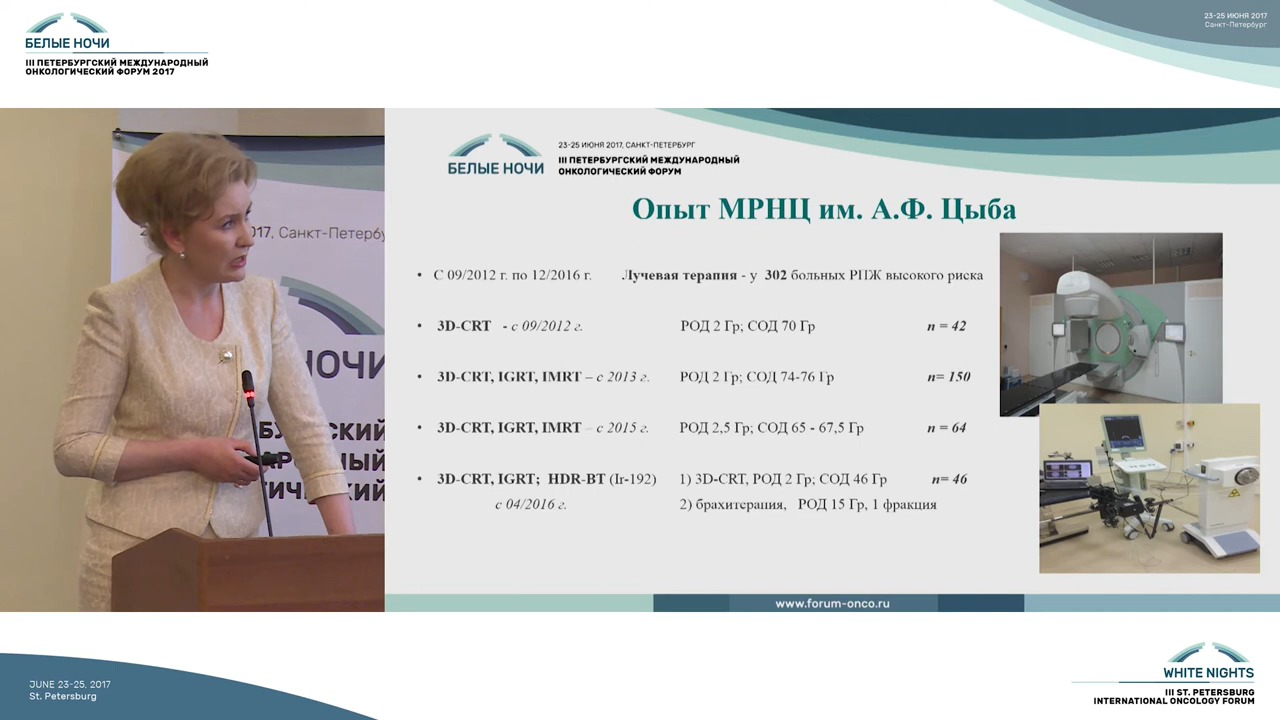 БЕЛЫЕ НОЧИ
III ПЕТЕРБУРГСКИЙ МЕЖДУНАРОДНЫЙ
ОНКОЛОГИЧЕСКИЙ ФОРУМ 2017
23-25 ИЮНЯ 2017
Санкт-Петербург
017, Санкт-Петербу
НОЧИ
23-25 ИЮНЯ 2017, САНКТ-ПЕТЕРБУРГ
БЕЛЫЕ НОЧИ
III ПЕТЕРБУРГСКИЙ МЕЖДУНАРОДНЫЙ
ОНКОЛОГИЧЕСКИЙ ФОРУМ
Опыт МРНЦ им. А.Ф. Цыба
• С 09/2012 г. по 12/2016 г. Лучевая терапия - у 302 больных РПЖ высокого риска
• 3D-CRT - с 09/2012 г. РОД 2 Гр; СОД 70 Гр n = 42
• 3D-CRT, IGRT, IMRT – с 2013 г. РОД 2 Гр; СОД 74-76 Гр n= 150
• 3D-CRT, IGRT, IMRT – с 2015 г. РОД 2,5 Гр; СОД 65 - 67,5 Гр n = 64
• 3D-CRT, IGRT; HDR-BT (Ir-192) 1) 3D-CRT, РОД 2 Гр; СОД 46 Гр n= 46
с 04/2016 г. 2) брахитерапия, РОД 15 Гр, 1 фракция
www.forum-onco.ru
JUNE 23-25, 2017
St. Petersburg
WHITE NIGHTS
III ST. PETERSBURG
INTERNATIONAL ONCOLOGY FORUM